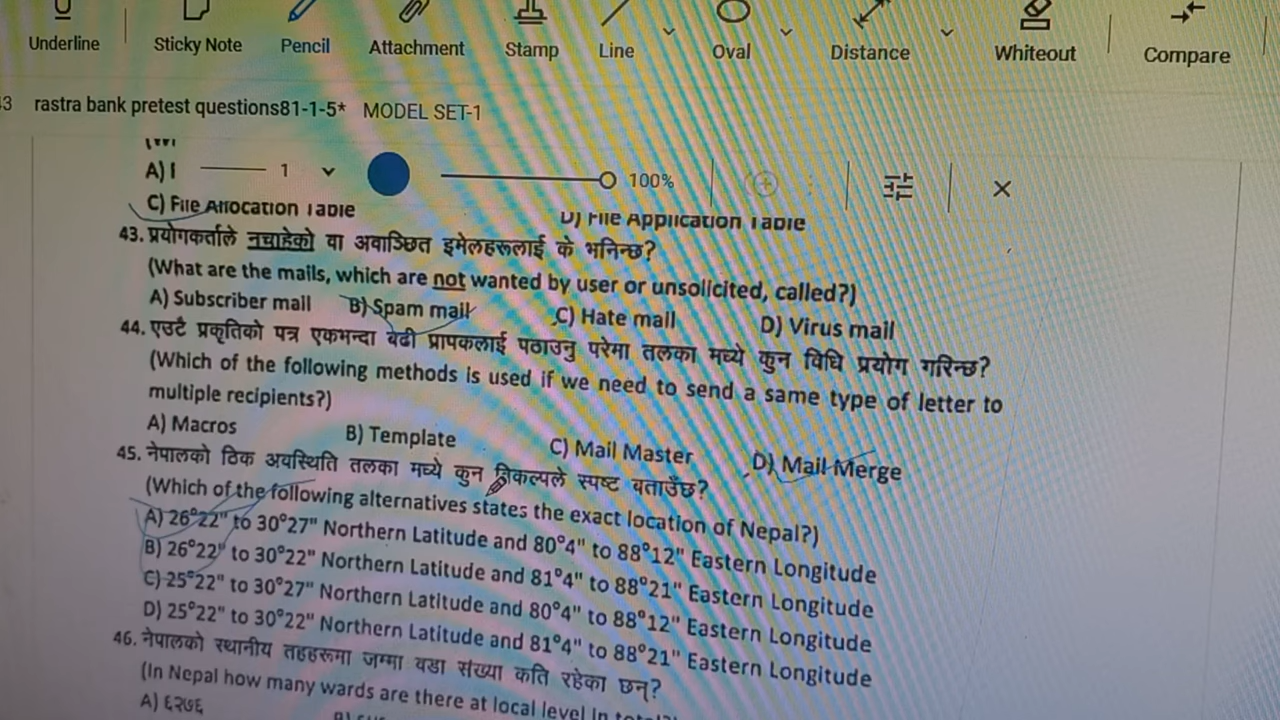 Underline Sticky Note Pencil Attachment Stamp Line Oval Distance Whiteout Compare
rastra bank pretest questions81-1-5* MODEL SET-1
A) 1 100%
C) File Allocation Table D) File Application Table
43. प्रयोगकर्ताले नचाहेको वा अवाञ्छित इमेलहरूलाई के भनिन्छ?
(What are the mails, which are not wanted by user or unsolicited, called?)
A) Subscriber mail B) Spam mail C) Hate mail D) Virus mail
44. एउटै प्रकृतिको पत्र एकभन्दा बढी प्रापकलाई पठाउनु परेमा तलका मध्ये कुन विधि प्रयोग गरिन्छ?
(Which of the following methods is used if we need to send a same type of letter to
multiple recipients?)
A) Macros B) Template C) Mail Master D) Mail Merge
45. नेपालको ठिक अवस्थिति तलका मध्ये कुन विकल्पले स्पष्ट बताउँछ?
(Which of the following alternatives states the exact location of Nepal?)
A) 26°22" to 30°27" Northern Latitude and 80°4" to 88°12" Eastern Longitude
B) 26°22" to 30°22" Northern Latitude and 81°4" to 88°21" Eastern Longitude
C) 25°22" to 30°27" Northern Latitude and 80°4" to 88°12" Eastern Longitude
D) 25°22" to 30°22" Northern Latitude and 81°4" to 88°21" Eastern Longitude
46. नेपालको स्थानीय तहहरूमा जम्मा वडा संख्या कति रहेका छन्?
(In Nepal how many wards are there at local level in total?)
A) ६२७६